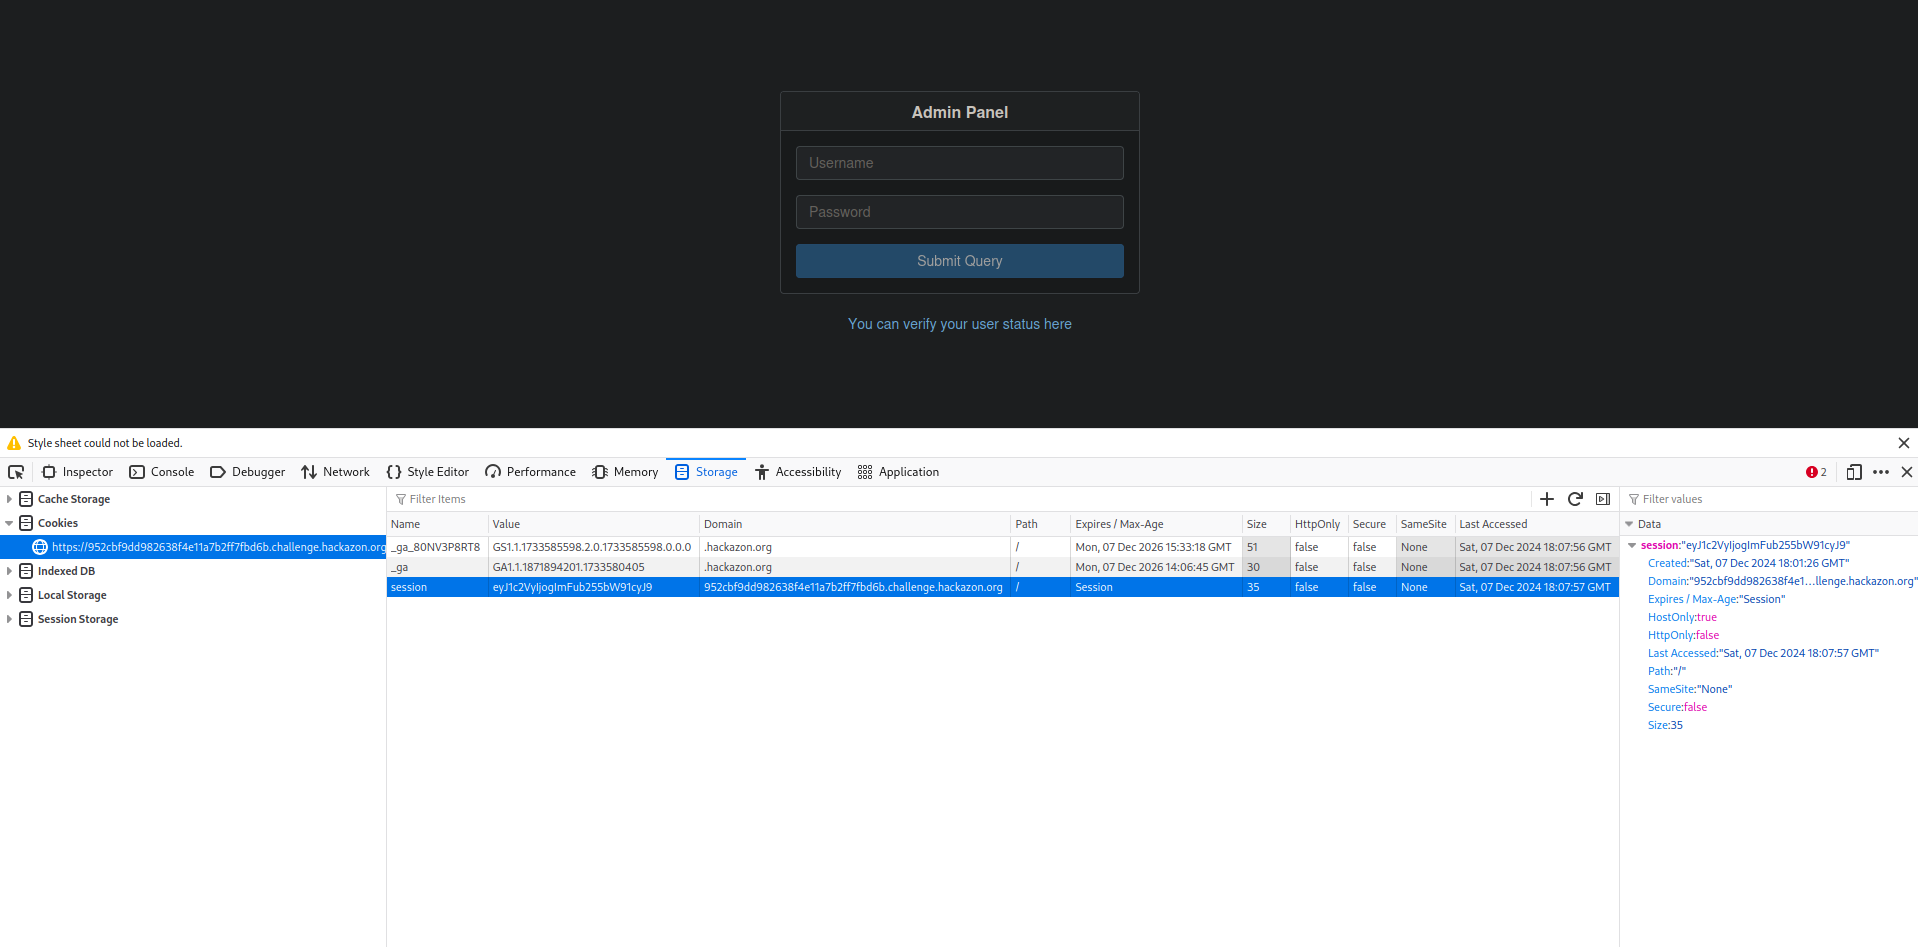 Admin Panel
Username
Password
Submit Query
You can verify your user status here
Style sheet could not be loaded.
Inspector Console Debugger Network Style Editor Performance Memory Storage Accessibility Application 2
Cache Storage
Cookies
https://952cbf9dd982638f4e11a7b2ff7fbd6b.challenge.hackazon.org
Indexed DB
Local Storage
Session Storage
Filter Items
Name Value Domain Path Expires / Max-Age Size HttpOnly Secure SameSite Last Accessed
_ga_80NV3P8RT8 GS1.1.1733585598.2.0.1733585598.0.0.0 .hackazon.org / Mon, 07 Dec 2026 15:33:18 GMT 51 false false None Sat, 07 Dec 2024 18:07:56 GMT
_ga GA1.1.1871894201.1733580405 .hackazon.org / Mon, 07 Dec 2026 14:06:45 GMT 30 false false None Sat, 07 Dec 2024 18:07:56 GMT
session eyJ1c2VyIjogImFub255bW91cyJ9 952cbf9dd982638f4e11a7b2ff7fbd6b.challenge.hackazon.org / Session 35 false false None Sat, 07 Dec 2024 18:07:57 GMT
Filter values
Data
session:"eyJ1c2VyIjogImFub255bW91cyJ9"
Created:"Sat, 07 Dec 2024 18:01:26 GMT"
Domain:"952cbf9dd982638f4e1...llenge.hackazon.org"
Expires / Max-Age:"Session"
HostOnly:true
HttpOnly:false
Last Accessed:"Sat, 07 Dec 2024 18:07:57 GMT"
Path:"/"
SameSite:"None"
Secure:false
Size:35